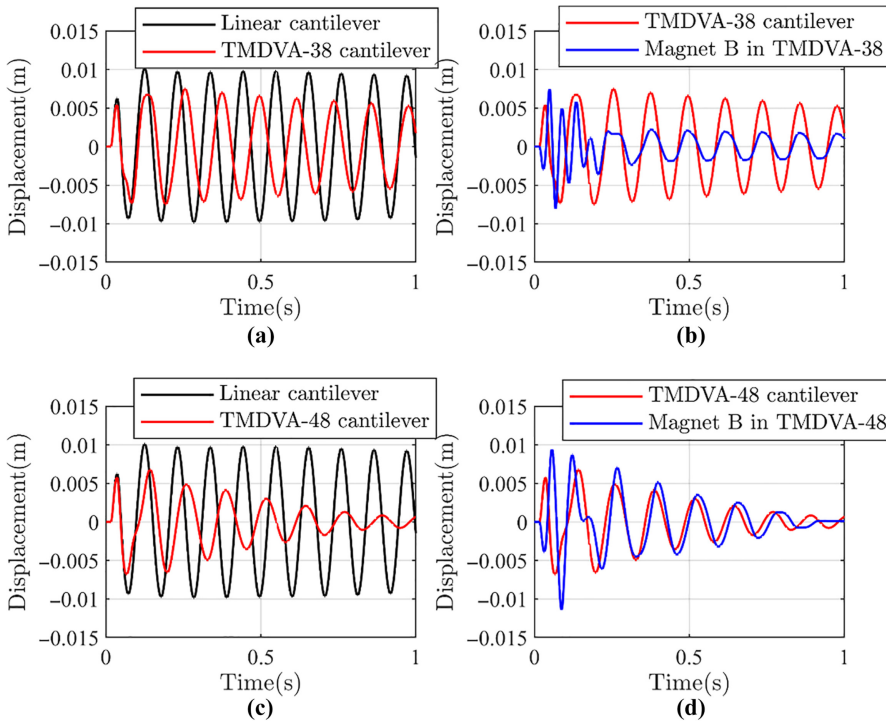 Linear cantilever
TMDVA-38 cantilever
0.015
0.01
0.005
0
−0.005
−0.01
−0.015
Displacement(m)
0
0.5
1
Time(s)
(a)
TMDVA-38 cantilever
Magnet B in TMDVA-38
0.015
0.01
0.005
0
−0.005
−0.01
−0.015
Displacement(m)
0
0.5
1
Time(s)
(b)
Linear cantilever
TMDVA-48 cantilever
0.015
0.01
0.005
0
−0.005
−0.01
−0.015
Displacement(m)
0
0.5
1
Time(s)
(c)
TMDVA-48 cantilever
Magnet B in TMDVA-48
0.015
0.01
0.005
0
−0.005
−0.01
−0.015
Displacement(m)
0
0.5
1
Time(s)
(d)